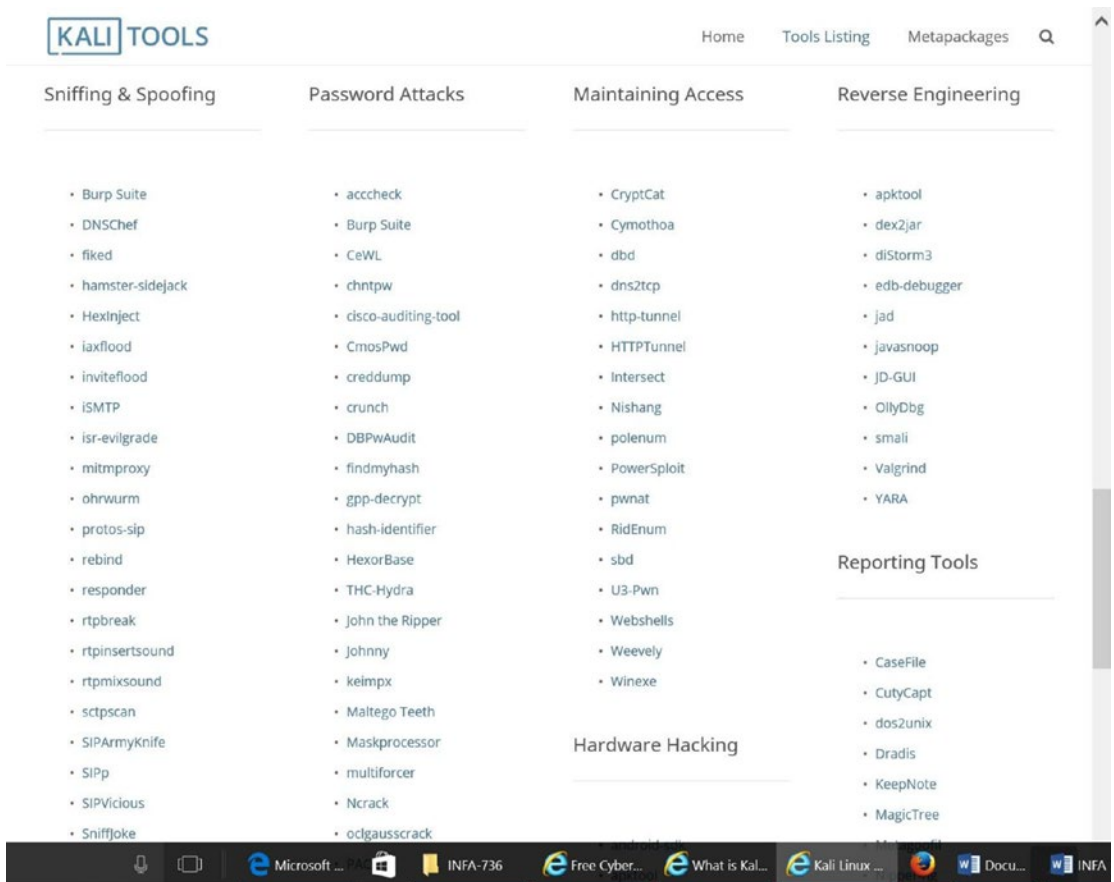 KALI TOOLS
Home Tools Listing Metapackages
Sniffing & Spoofing
Burp Suite
DNSChef
fiked
hamster-sidejack
HexInject
iaxflood
inviteflood
iSMTP
isr-evilgrade
mitmproxy
ohrwurm
protos-sip
rebind
responder
rtpbreak
rtpinsertsound
rtpmixsound
sctpscan
SIPArmyKnife
SIPp
SIPVicious
SniffJoke
Password Attacks
acccheck
Burp Suite
CeWL
chntpw
cisco-auditing-tool
CmosPwd
creddump
crunch
DBPwAudit
findmyhash
gpp-decrypt
hash-identifier
HexorBase
THC-Hydra
John the Ripper
Johnny
keimpx
Maltego Teeth
Maskprocessor
multiforcer
Ncrack
oclgausscrack
Maintaining Access
CryptCat
Cymothoa
dbd
dns2tcp
http-tunnel
HTTPTunnel
Intersect
Nishang
polenum
PowerSploit
pwnat
RidEnum
sbd
U3-Pwn
Webshells
Weevely
Winexe
Hardware Hacking
android-sdk
apktool
Reverse Engineering
apktool
dex2jar
diStorm3
edb-debugger
jad
javasnoop
JD-GUI
OllyDbg
smali
Valgrind
YARA
Reporting Tools
CaseFile
CutyCapt
dos2unix
Dradis
KeepNote
MagicTree
Metagoofil
Microsoft ... INFA-736 Free Cyber... What is Kal... Kali Linux ... Docu... INFA